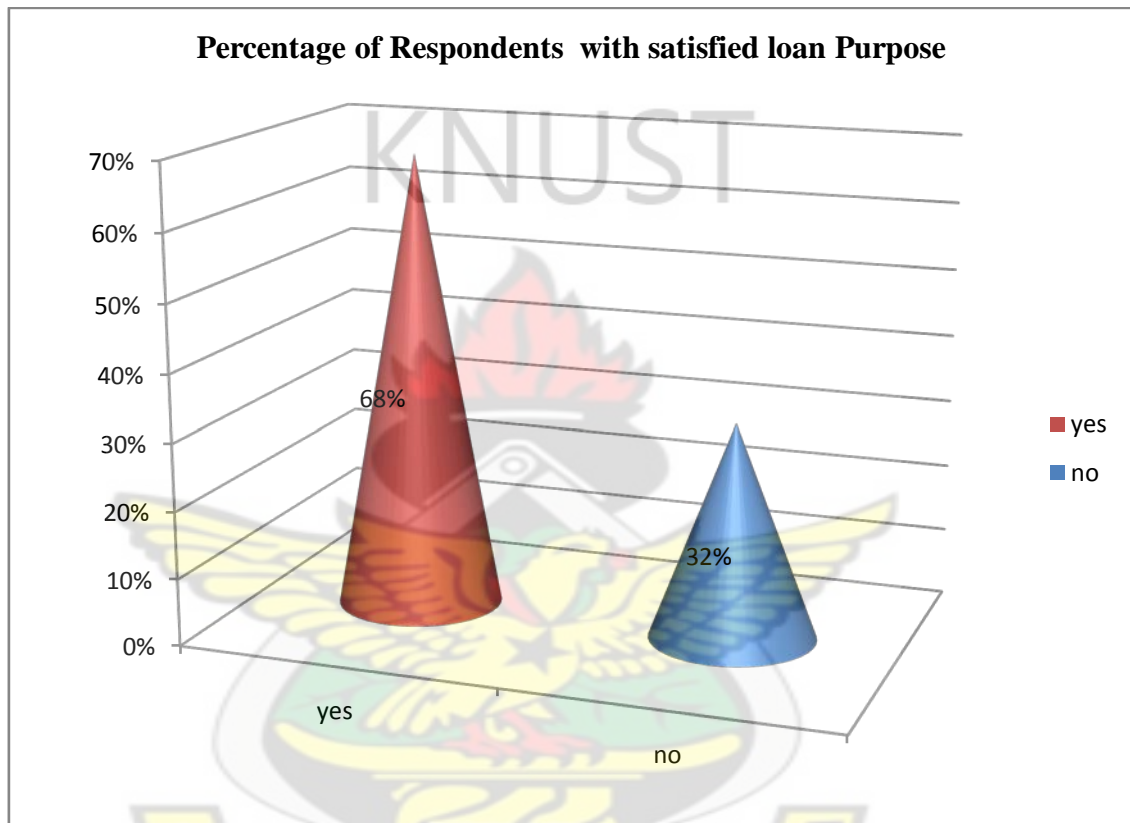 Percentage of Respondents with satisfied loan Purpose
KNUST
70%
60%
50%
40%
30%
20%
10%
0%
68%
32%
yes
no
yes
no